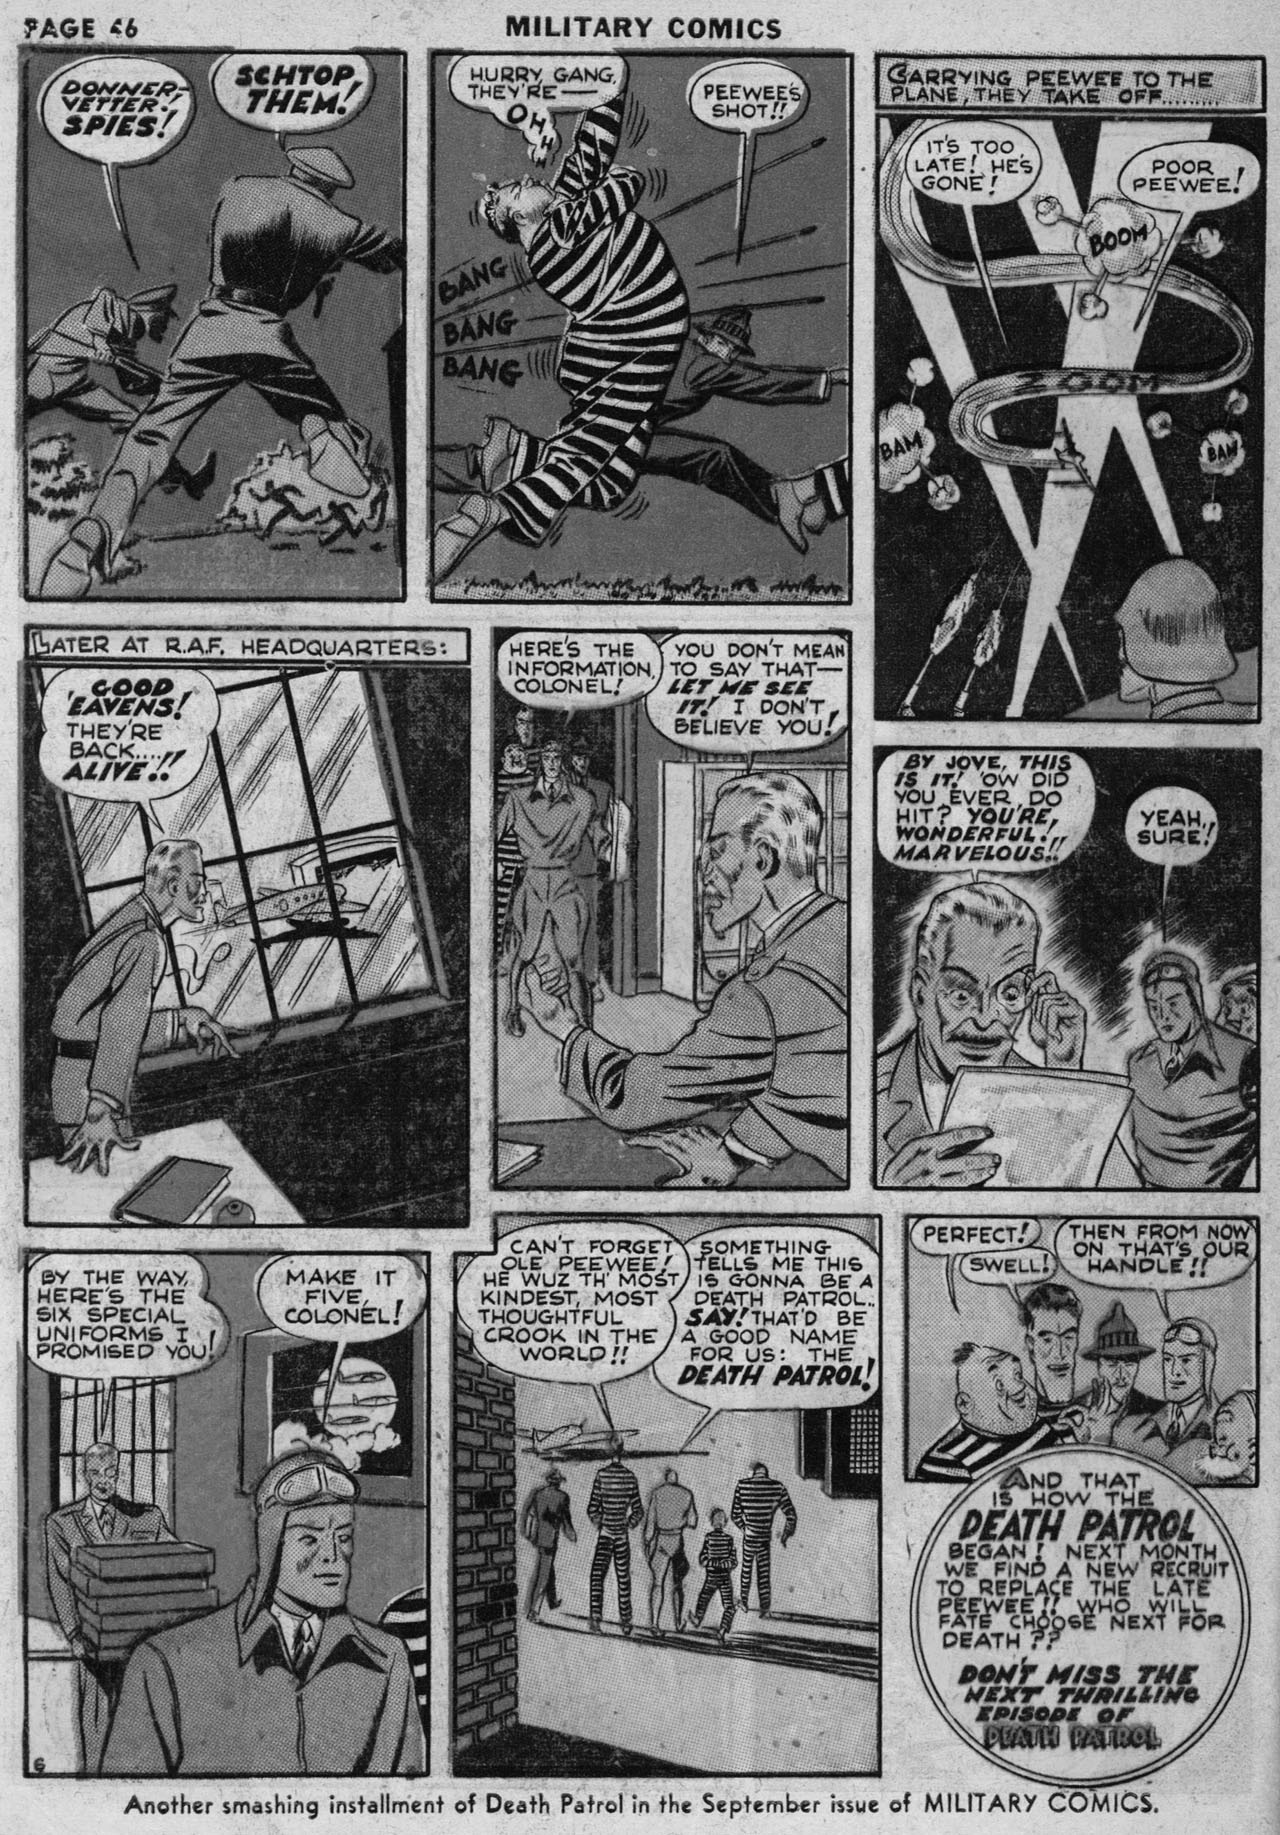 PAGE 46
MILITARY COMICS
DONNER-
VETTER!
SPIES!
SCHTOP
THEM!
HURRY, GANG,
THEY'RE—
OH
H
H
PEEWEE'S
SHOT!!
BANG
BANG
BANG
CARRYING PEEWEE TO THE
PLANE, THEY TAKE OFF.........
IT'S TOO
LATE! HE'S
GONE!
POOR
PEEWEE!
BOOM
ZOOM
BAM
BAM
LATER AT R.A.F. HEADQUARTERS:
GOOD
'EAVENS!
THEY'RE
BACK....
ALIVE!!
HERE'S THE
INFORMATION,
COLONEL!
YOU DON'T MEAN
TO SAY THAT—
LET ME SEE
IT! I DON'T
BELIEVE YOU!
BY JOVE, THIS
IS IT! 'OW DID
YOU EVER DO
HIT? YOU'RE,
WONDERFUL!
MARVELOUS!!
YEAH,
SURE!
BY THE WAY,
HERE'S THE
SIX SPECIAL
UNIFORMS I
PROMISED YOU!
MAKE IT
FIVE,
COLONEL!
6
CAN'T FORGET
OLE PEEWEE!
HE WUZ TH' MOST
KINDEST, MOST
THOUGHTFUL
CROOK IN THE
WORLD!!
SOMETHING
TELLS ME THIS
IS GONNA BE A
DEATH PATROL..
SAY! THAT'D BE
A GOOD NAME
FOR US: THE
DEATH PATROL!
PERFECT!
SWELL!
THEN FROM NOW
ON THAT'S OUR
HANDLE!!
AND THAT
IS HOW THE
DEATH PATROL
BEGAN! NEXT MONTH
WE FIND A NEW RECRUIT
TO REPLACE THE LATE
PEEWEE!! WHO WILL
FATE CHOOSE NEXT FOR
DEATH??
DON'T MISS THE
NEXT THRILLING
EPISODE OF
DEATH PATROL
Another smashing installment of Death Patrol in the September issue of MILITARY COMICS.